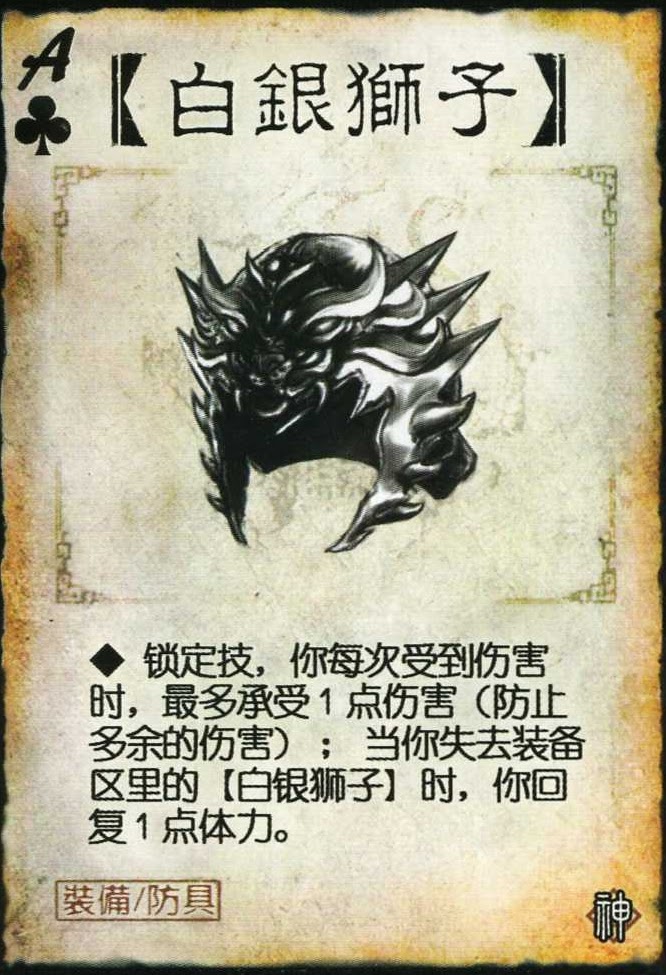 A
【白銀獅子】
◆ 锁定技，你每次受到伤害
时，最多承受1点伤害（防止
多余的伤害）；当你失去装备
区里的【白银狮子】时，你回
复1点体力。
裝備/防具
神